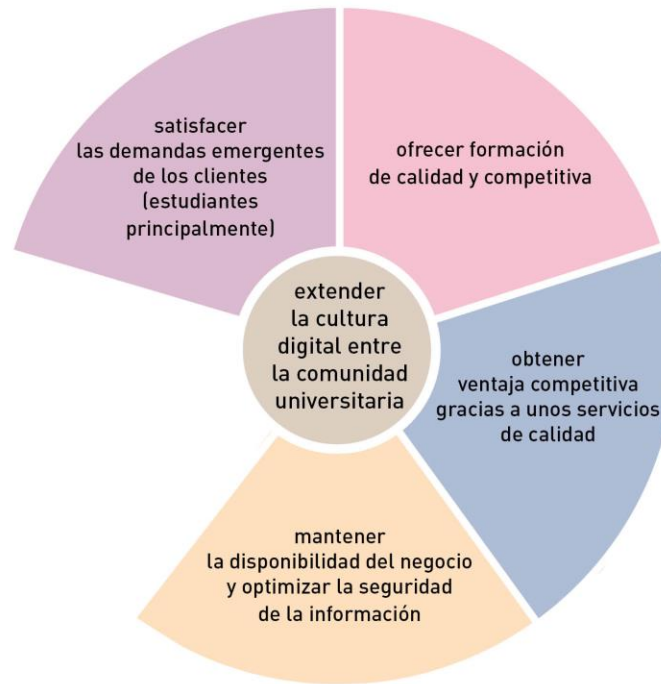 satisfacer
las demandas emergentes
de los clientes
(estudiantes
principalmente)
ofrecer formación
de calidad y competitiva
extender
la cultura
digital entre
la comunidad
universitaria
obtener
ventaja competitiva
gracias a unos servicios
de calidad
mantener
la disponibilidad del negocio
y optimizar la seguridad
de la información